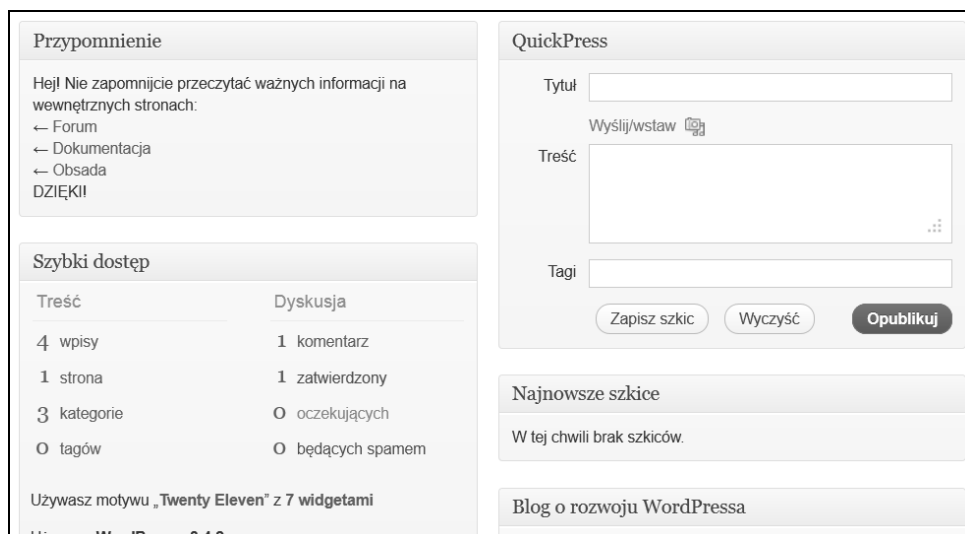 Przypomnienie
Hej! Nie zapomnijcie przeczytać ważnych informacji na
wewnętrznych stronach:
← Forum
← Dokumentacja
← Obsada
DZIĘKI!
Szybki dostęp
Treść Dyskusja
4 wpisy 1 komentarz
1 strona 1 zatwierdzony
3 kategorie 0 oczekujących
0 tagów 0 będących spamem
Używasz motywu „Twenty Eleven” z 7 widgetami
QuickPress
Tytuł
Wyślij/wstaw
Treść
Tagi
Zapisz szkic Wyczyść Opublikuj
Najnowsze szkice
W tej chwili brak szkiców.
Blog o rozwoju WordPressa